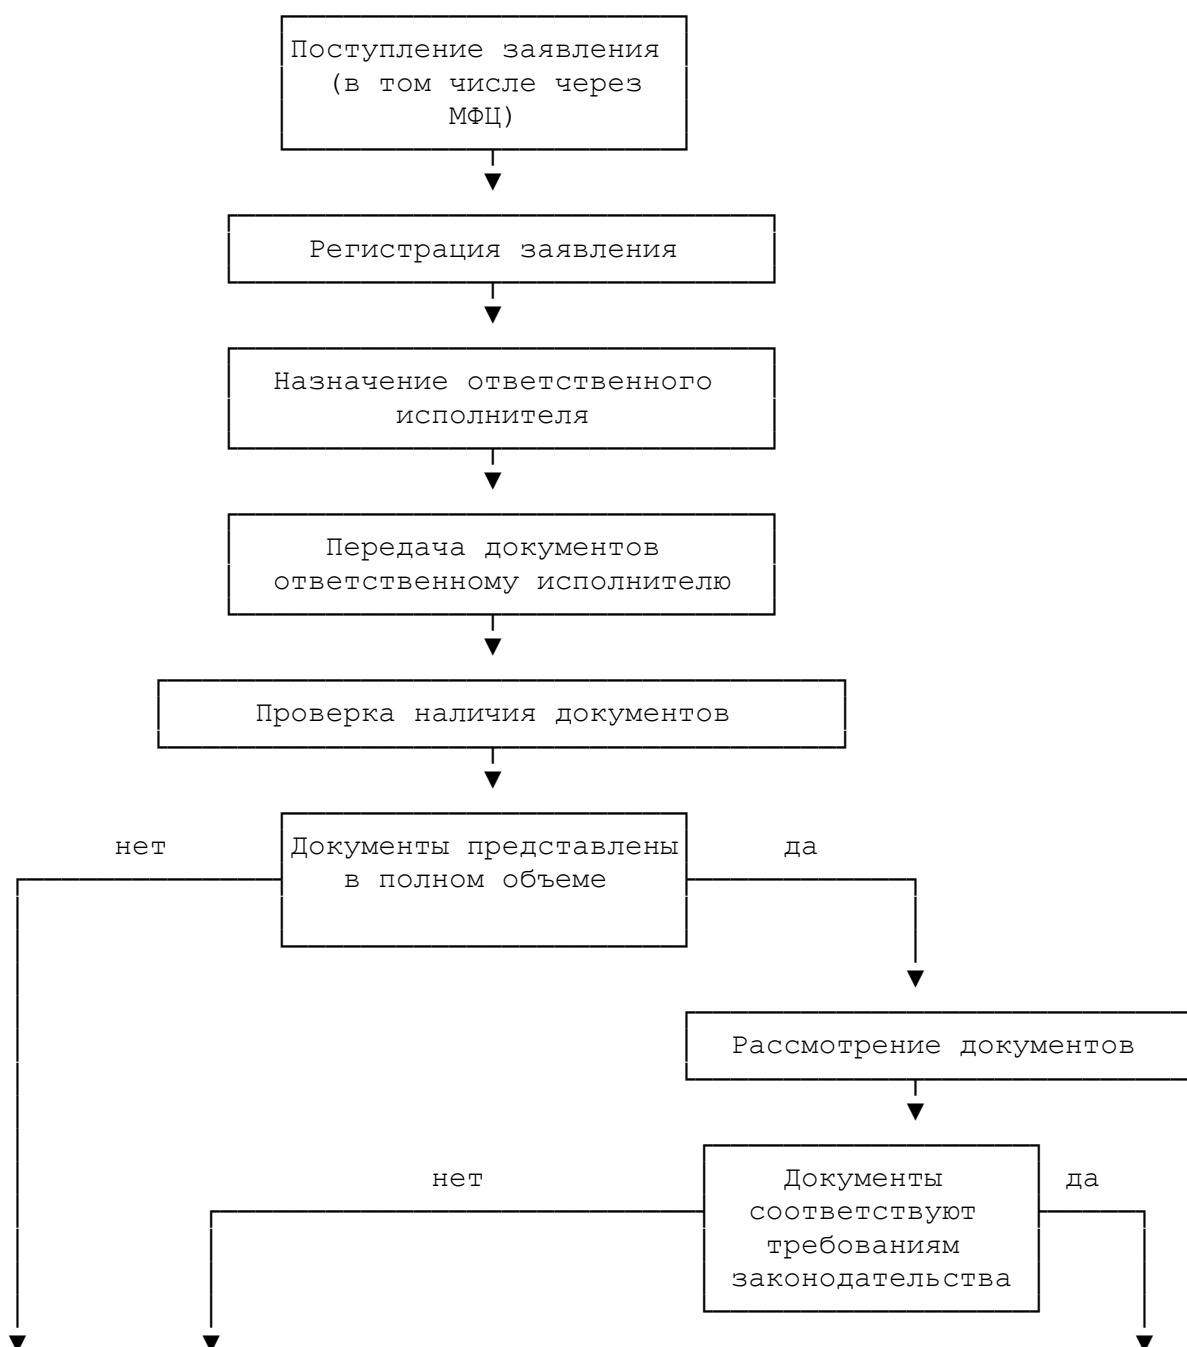 Поступление заявления
(в том числе через
МФЦ)
Регистрация заявления
Назначение ответственного
исполнителя
Передача документов
ответственному исполнителю
Проверка наличия документов
нет
Документы представлены
в полном объеме
да
Рассмотрение документов
нет
Документы
соответствуют
требованиям
законодательства
да